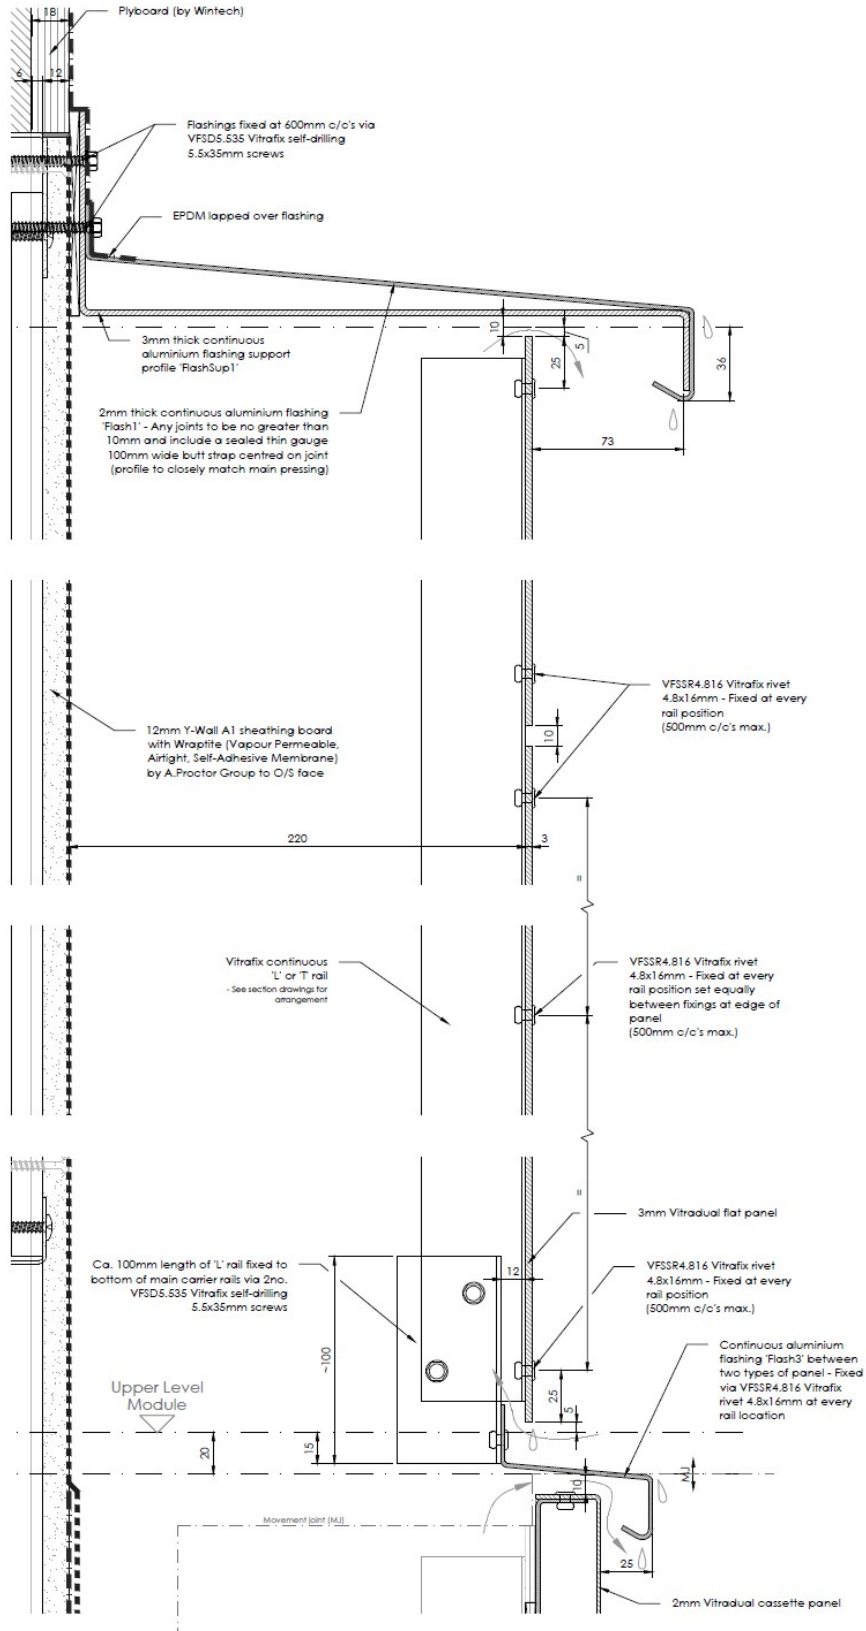 18
Plyboard (by Wintech)
6
12
Flashings fixed at 600mm c/c's via
VFSD5.535 Vitrafix self-drilling
5.5x35mm screws
EPDM lapped over flashing
3mm thick continuous
aluminium flashing support
profile 'FlashSup1'
10
5
25
36
2mm thick continuous aluminium flashing
'Flash1' - Any joints to be no greater than
10mm and include a sealed thin gauge
100mm wide butt strap centred on joint
(profile to closely match main pressing)
73
VFSSR4.816 Vitrafix rivet
4.8x16mm - Fixed at every
rail position
(500mm c/c's max.)
10
12mm Y-Wall A1 sheathing board
with Wraptite (Vapour Permeable,
Airtight, Self-Adhesive Membrane)
by A.Proctor Group to O/S face
220
3
=
Vitrafix continuous
'L' or 'T' rail
- See section drawings for
arrangement
VFSSR4.816 Vitrafix rivet
4.8x16mm - Fixed at every
rail position set equally
between fixings at edge of
panel
(500mm c/c's max.)
=
3mm Vitradual flat panel
Ca. 100mm length of 'L' rail fixed to
bottom of main carrier rails via 2no.
VFSD5.535 Vitrafix self-drilling
5.5x35mm screws
12
VFSSR4.816 Vitrafix rivet
4.8x16mm - Fixed at every
rail position
(500mm c/c's max.)
~100
Continuous aluminium
flashing 'Flash3' between
two types of panel - Fixed
via VFSSR4.816 Vitrafix
rivet 4.8x16mm at every
rail location
Upper Level
Module
25
5
20
15
10
MJ
Movement joint (MJ)
25
2mm Vitradual cassette panel